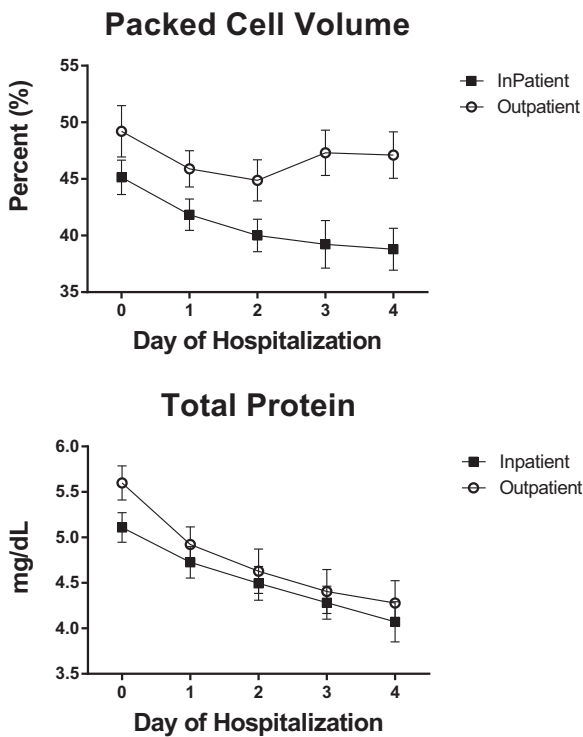 Packed Cell Volume
Percent (%)
55
50
45
40
35
0 1 2 3 4
Day of Hospitalization
InPatient
Outpatient
Total Protein
mg/dL
6.0
5.5
5.0
4.5
4.0
3.5
0 1 2 3 4
Day of Hospitalization
Inpatient
Outpatient